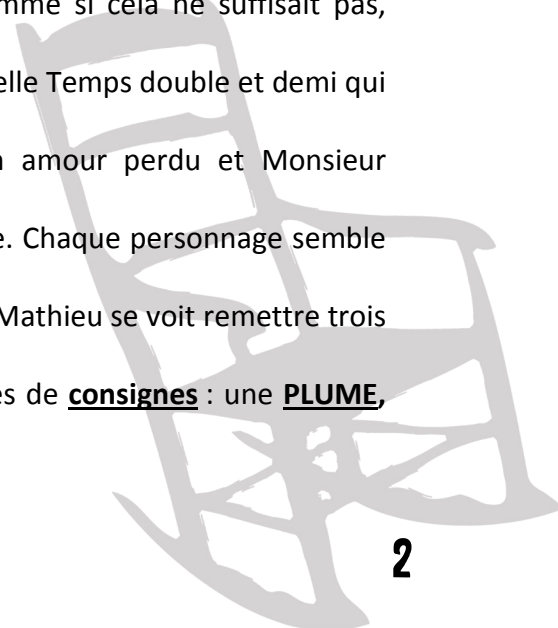 si cela ne suffisait pas,
elle Temps double et demi qui
amour perdu et Monsieur
e. Chaque personnage semble
Mathieu se voit remettre trois
es de consignes : une PLUME,
2